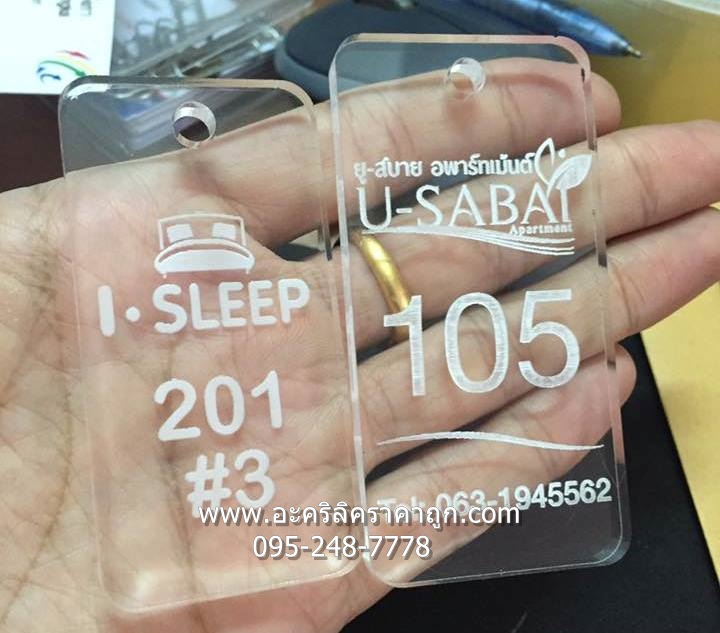 I·SLEEP
201
#3
ยู-สบาย อพาร์ทเม้นต์
U-SABAI
Apartment
105
Tel: 063-1945562
www.อะคริลิคราคาถูก.com
095-248-7778